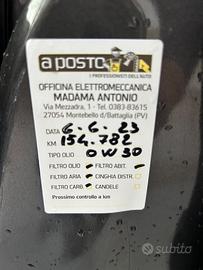 a posto
I PROFESSIONISTI DELL'AUTO
OFFICINA ELETTROMECCANICA
MADAMA ANTONIO
Via Mezzadra, 1 - Tel. 0383-83615
27054 Montebello d/Battaglia (PV)
DATA 6-6-23
KM 154.782
TIPO OLIO 0W30
FILTRO OLIO FILTRO ABIT.
FILTRO ARIA CINGHIA DISTR.
FILTRO CARB. CANDELE
Prossimo controllo a km
subito